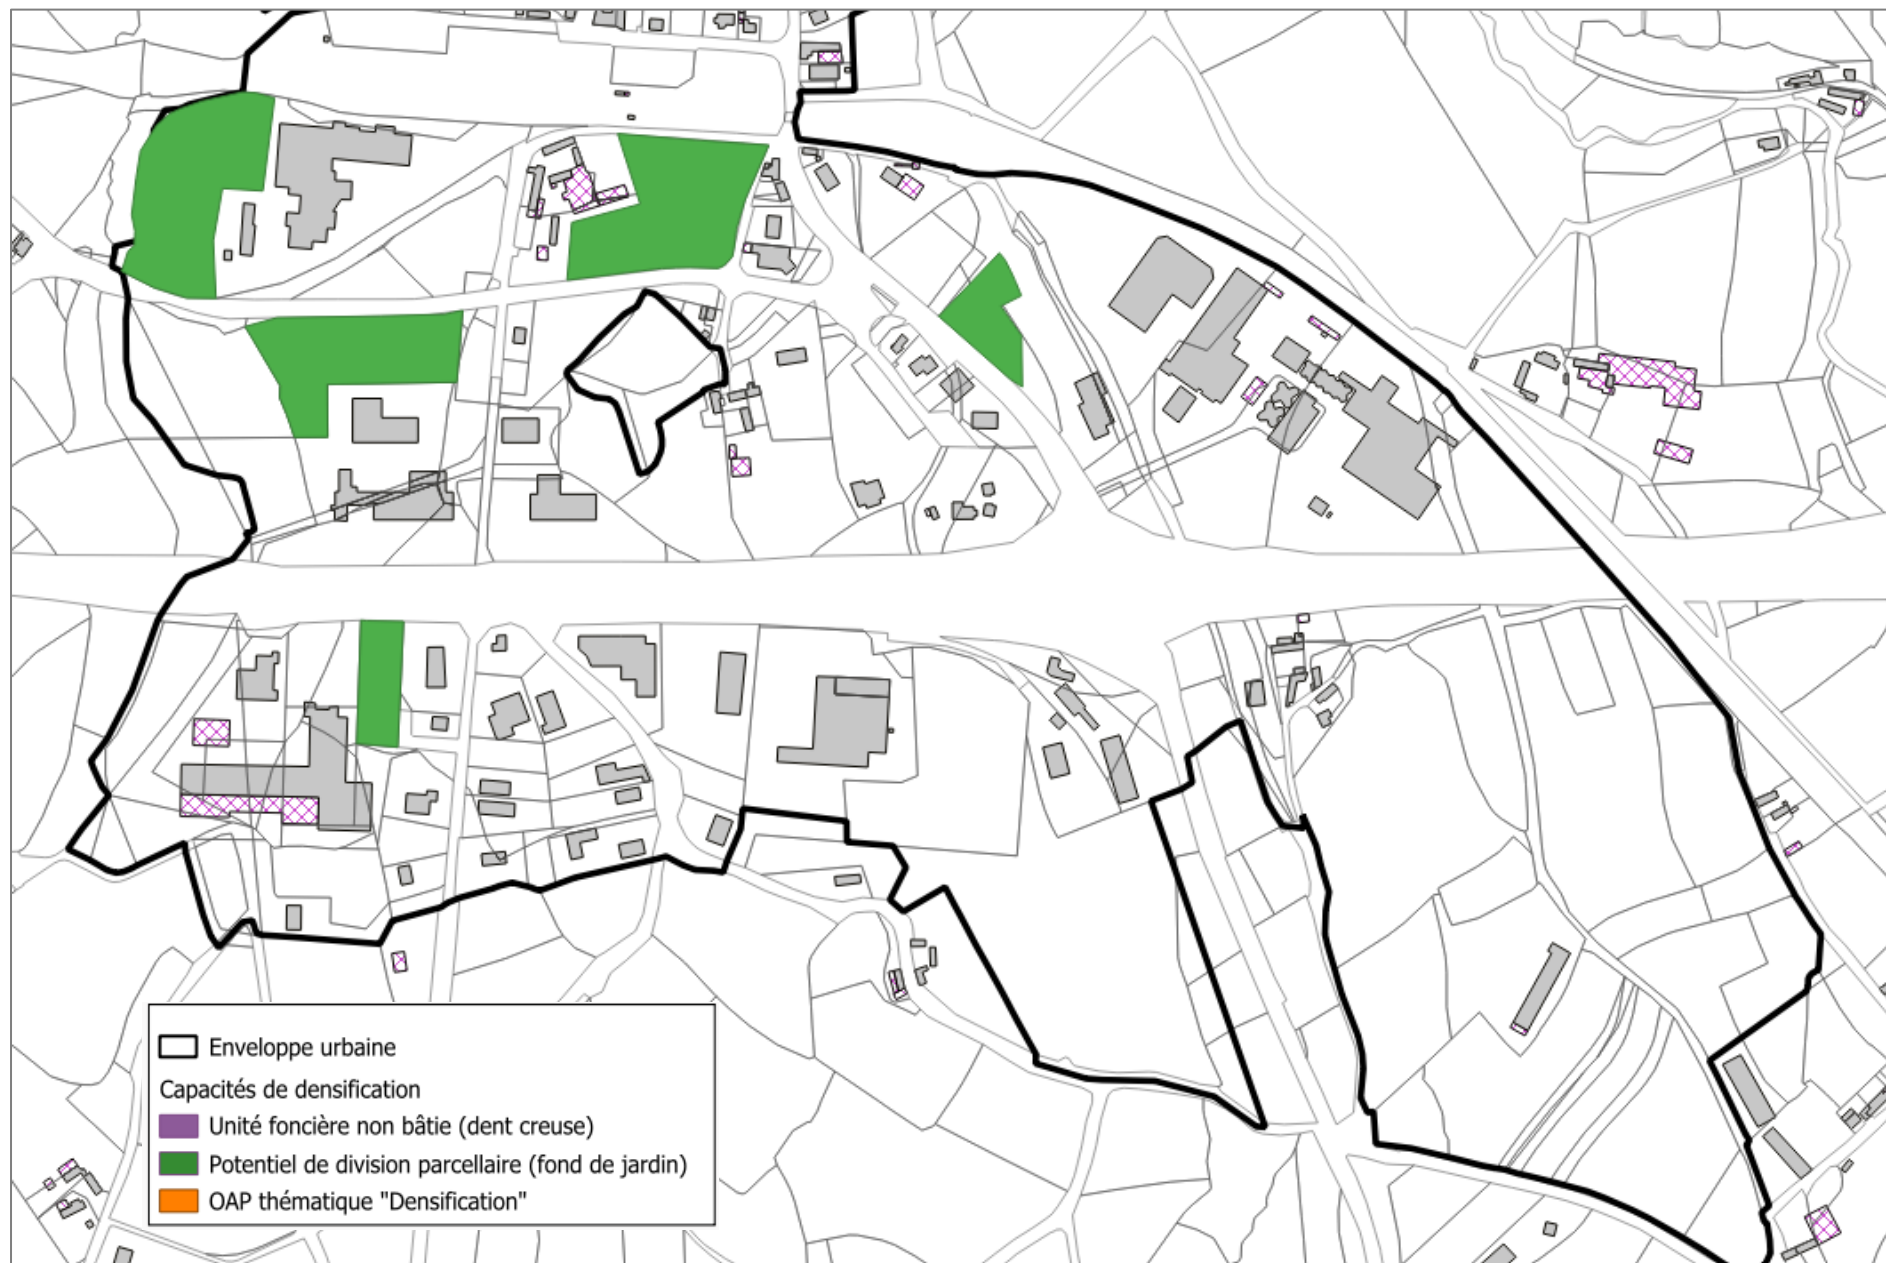 Enveloppe urbaine
Capacités de densification
Unité foncière non bâtie (dent creuse)
Potentiel de division parcellaire (fond de jardin)
OAP thématique "Densification"